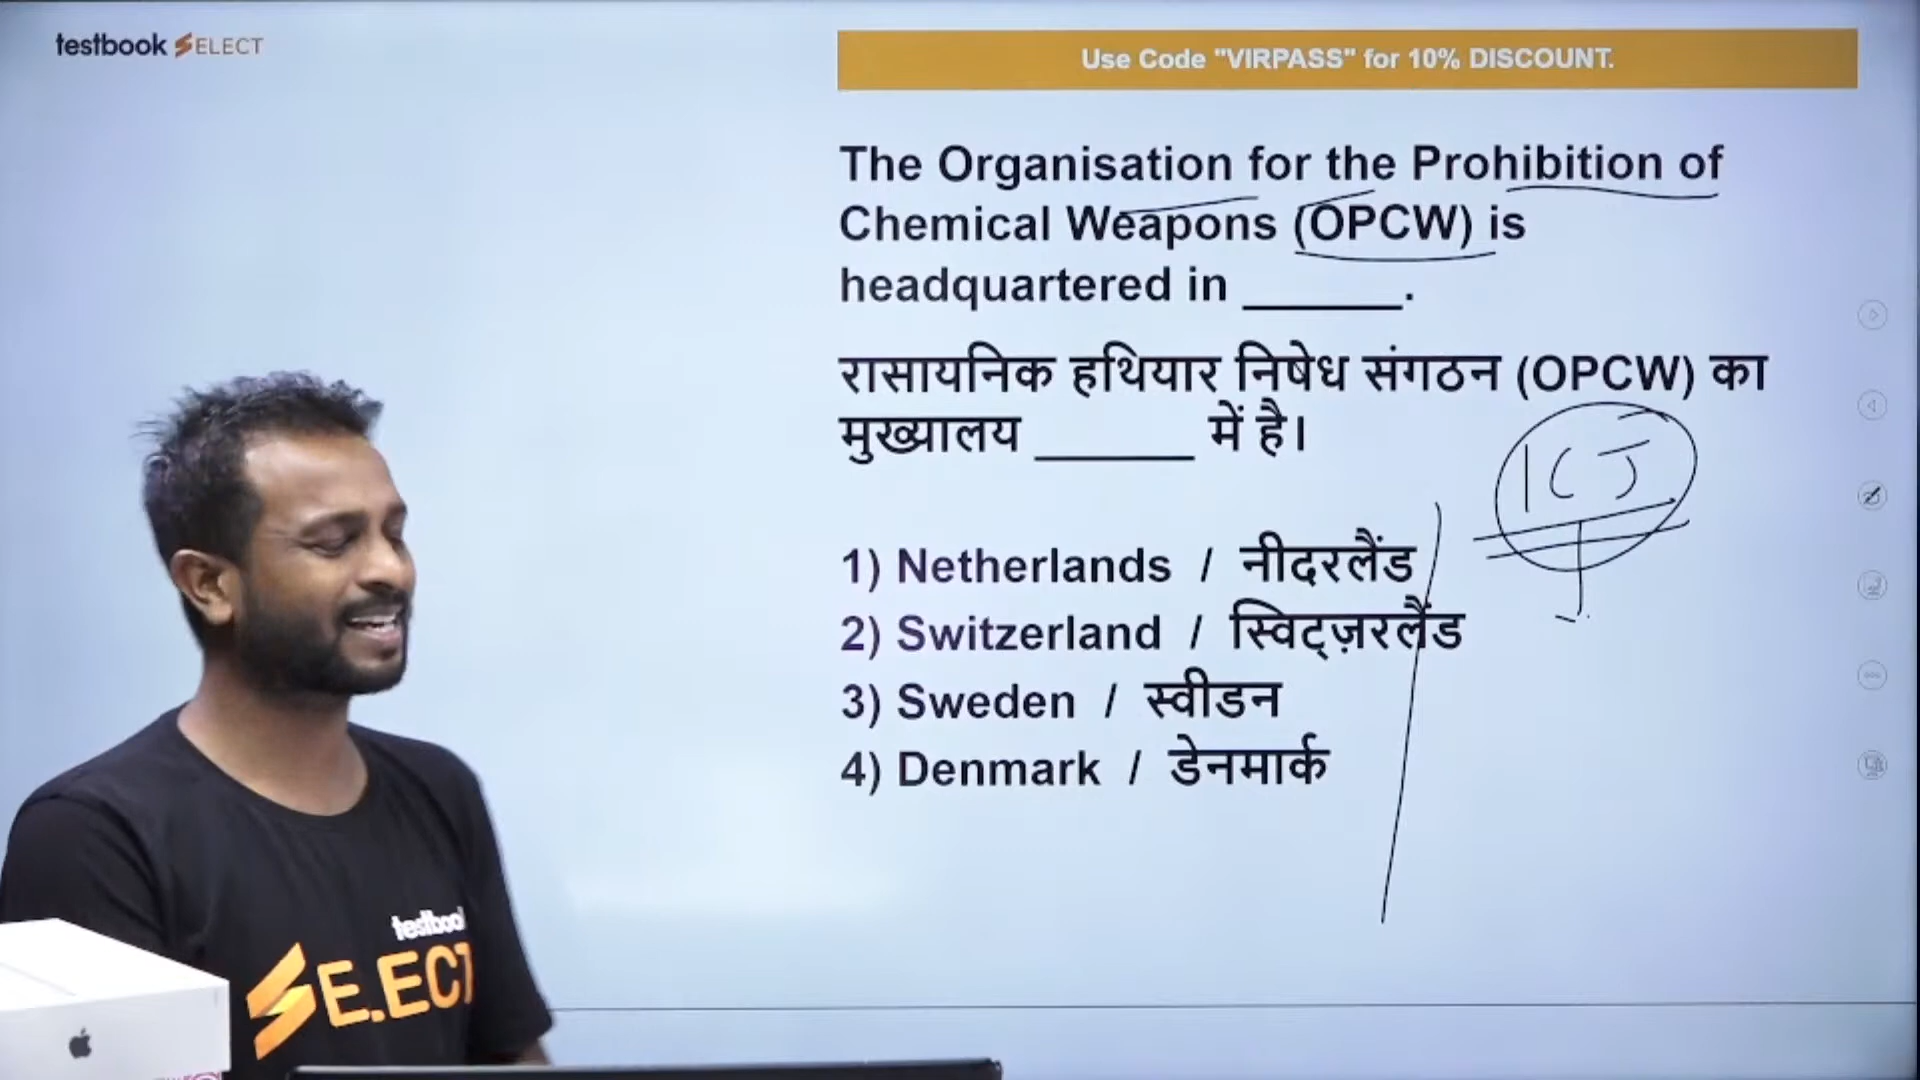 testbook SELECT
Use Code "VIRPASS" for 10% DISCOUNT.
The Organisation for the Prohibition of
Chemical Weapons (OPCW) is
headquartered in ______.
रासायनिक हथियार निषेध संगठन (OPCW) का
मुख्यालय ______ में है।
ICJ
1) Netherlands / नीदरलैंड
2) Switzerland / स्विट्ज़रलैंड
3) Sweden / स्वीडन
4) Denmark / डेनमार्क
testbook
SELECT